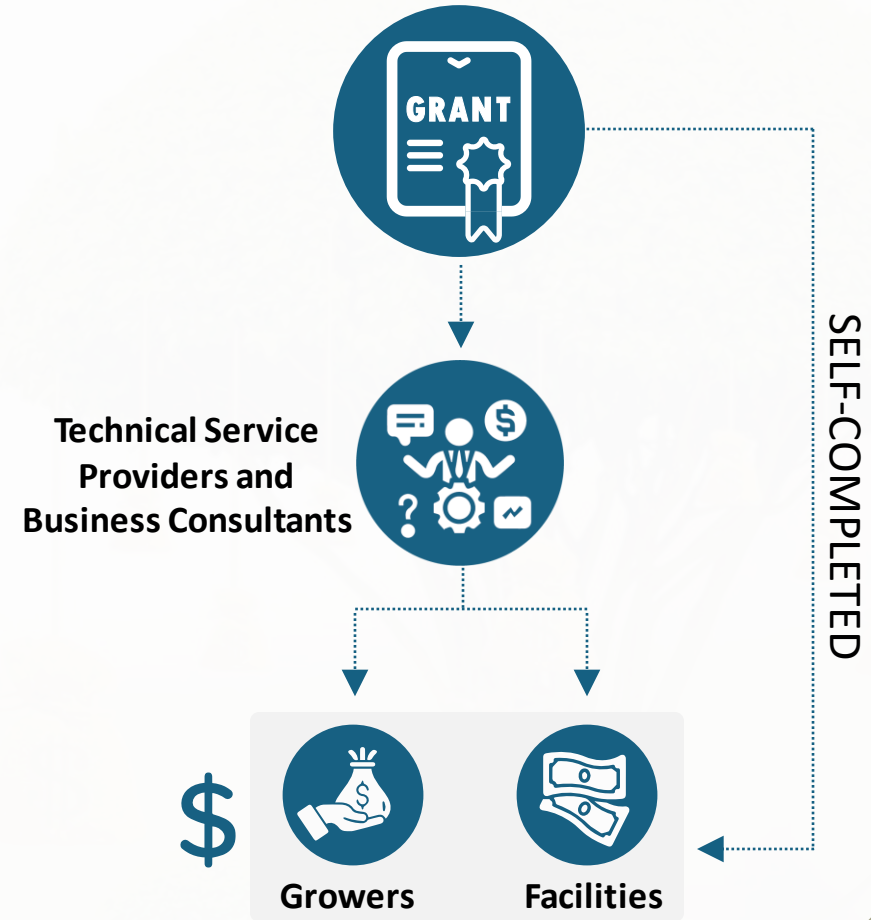 GRANT
Technical Service
Providers and
Business Consultants
$
?
SELF-COMPLETED
$
$
Growers
Facilities